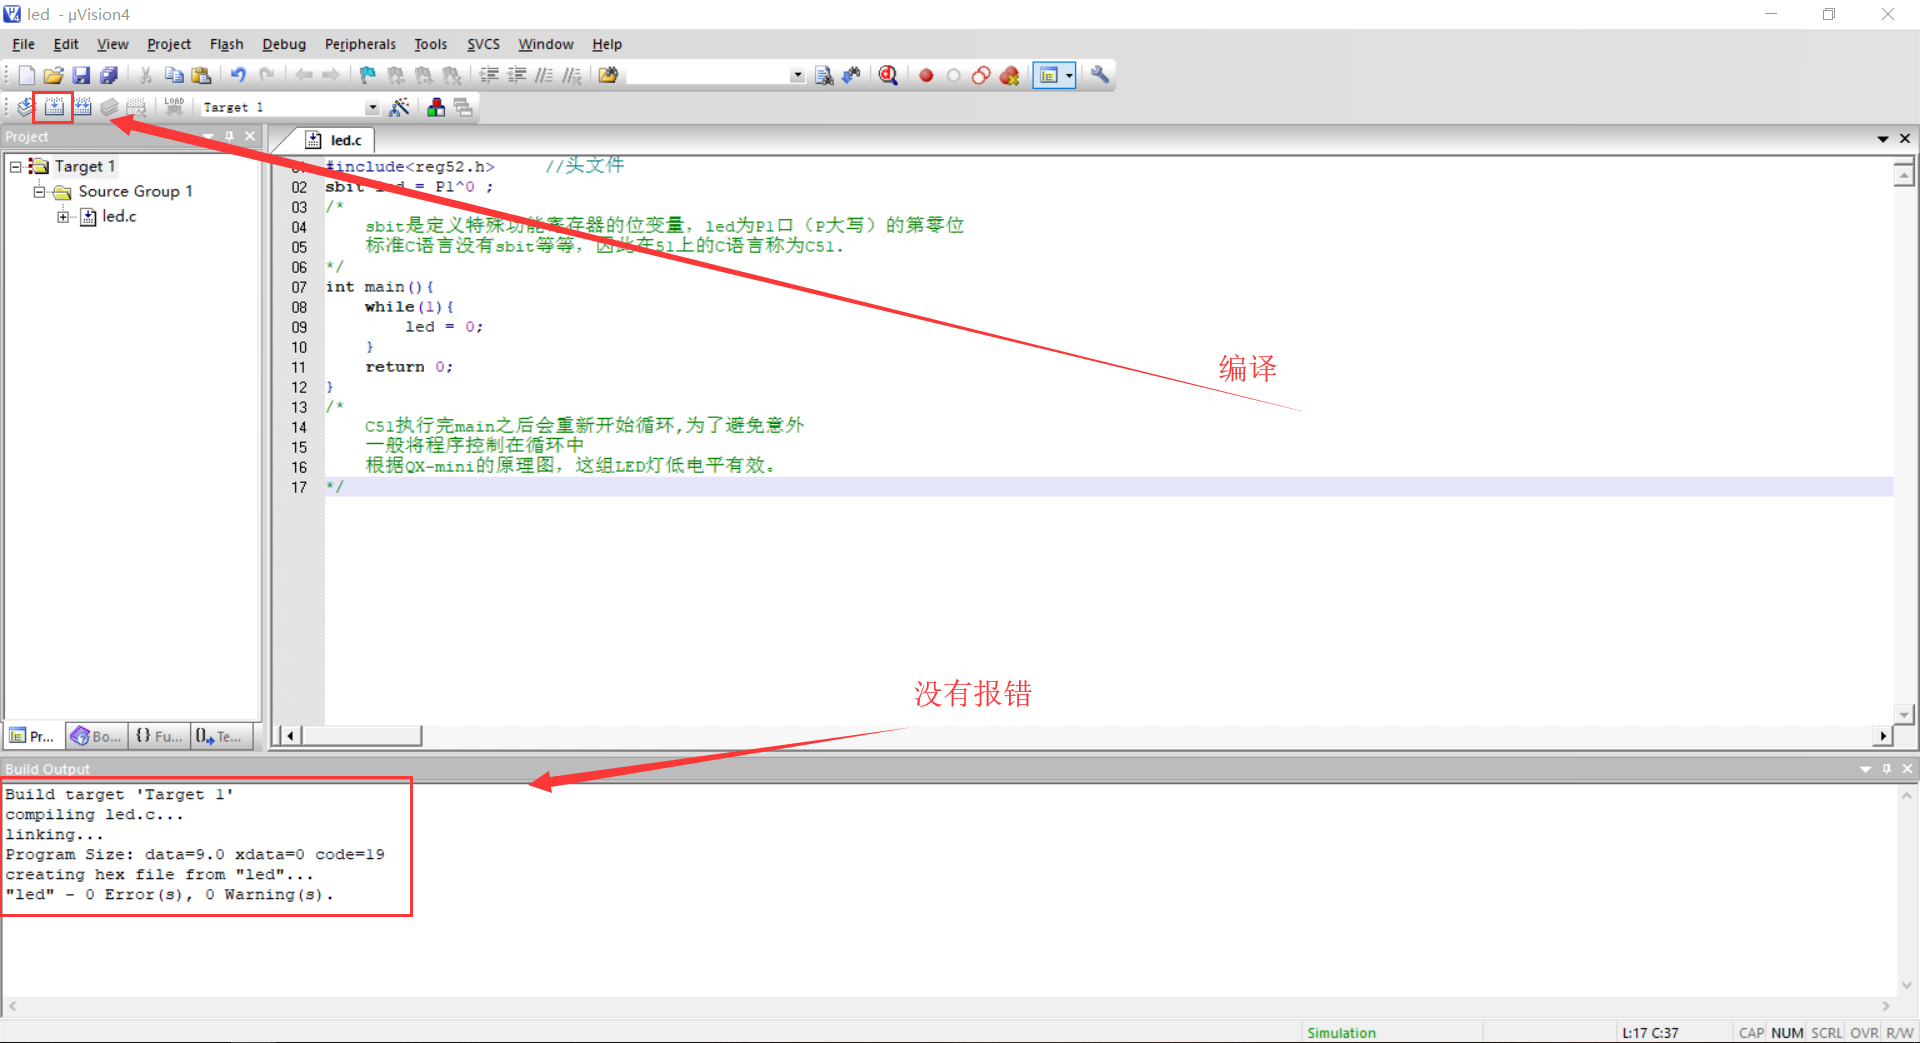 led - µVision4
File Edit View Project Flash Debug Peripherals Tools SVCS Window Help
LOAD Target 1
Project
led.c
Target 1
Source Group 1
led.c
01 #include<reg52.h> //头文件
02 sbit led = P1^0 ;
03 /*
04 sbit是定义特殊功能寄存器的位变量，led为P1口（P大写）的第零位
05 标准C语言没有sbit等等，因此在51上的C语言称为C51.
06 */
07 int main(){
08 while(1){
09 led = 0;
10 }
11 return 0;
12 }
13 /*
14 C51执行完main之后会重新开始循环,为了避免意外
15 一般将程序控制在循环中
16 根据QX-mini的原理图，这组LED灯低电平有效。
17 */
编译
没有报错
Pr... Bo... {} Fu... Te...
Build Output
Build target 'Target 1'
compiling led.c...
linking...
Program Size: data=9.0 xdata=0 code=19
creating hex file from "led"...
"led" - 0 Error(s), 0 Warning(s).
Simulation L:17 C:37 CAP NUM SCRL OVR R/W